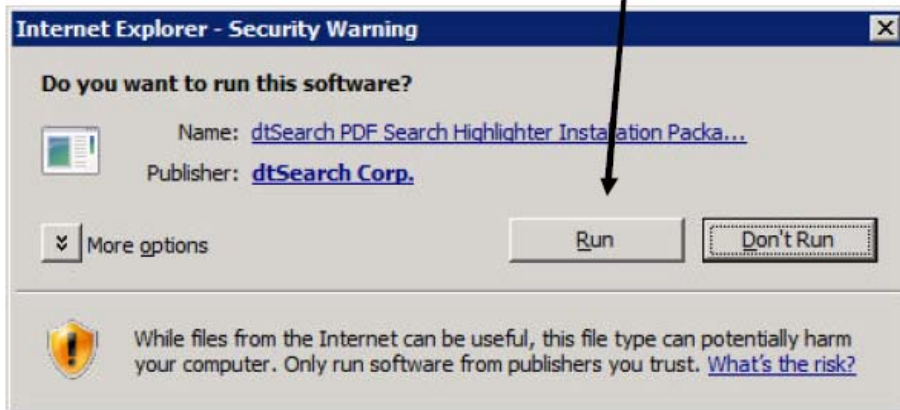 Internet Explorer - Security Warning
Do you want to run this software?
Name: dtSearch PDF Search Highlighter Installation Packa...
Publisher: dtSearch Corp.
More options
Run
Don't Run
While files from the Internet can be useful, this file type can potentially harm
your computer. Only run software from publishers you trust. What's the risk?